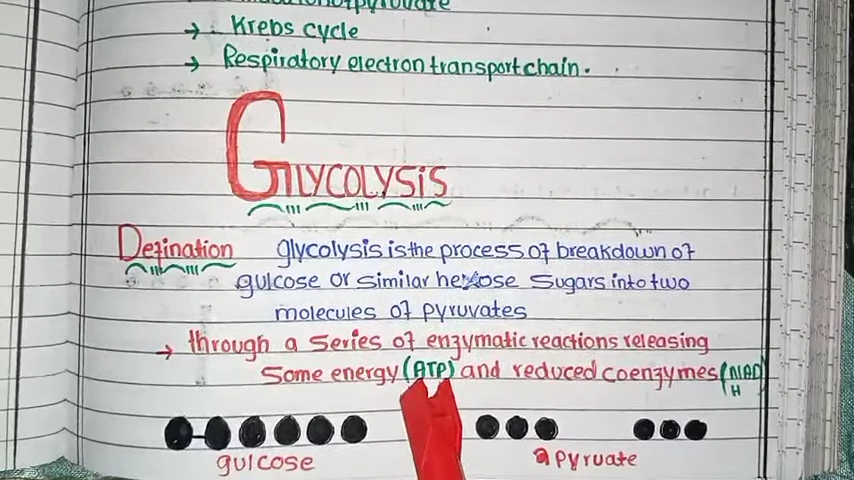 → Krebs cycle
→ Respiratory electron transport chain.
GLYCOLYSIS
Defination glycolysis is the process of breakdown of
gulcose or similar hexose sugars into two
molecules of pyruvates
→ through a series of enzymatic reactions releasing
some energy (ATP) and reduced coenzymes (NAD
H
gulcose a pyruate